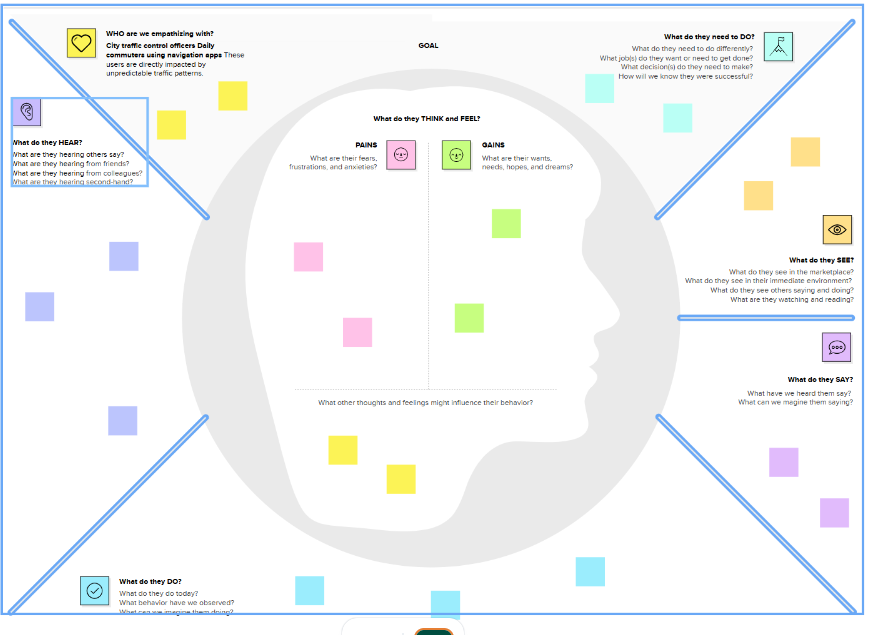 WHO are we empathizing with?
City traffic control officers Daily
commuters using navigation apps These
users are directly impacted by
unpredictable traffic patterns.
GOAL
What do they need to DO?
What do they need to do differently?
What job(s) do they want or need to get done?
What decision(s) do they need to make?
How will we know they were successful?
What do they HEAR?
What are they hearing others say?
What are they hearing from friends?
What are they hearing from colleagues?
What are they hearing second-hand?
What do they THINK and FEEL?
PAINS
What are their fears,
frustrations, and anxieties?
GAINS
What are their wants,
needs, hopes, and dreams?
What do they SEE?
What do they see in the marketplace?
What do they see in their immediate environment?
What do they see others saying and doing?
What are they watching and reading?
What do they SAY?
What have we heard them say?
What can we magine them saying?
What other thoughts and feelings might influence their behavior?
What do they DO?
What do they do today?
What behavior have we observed?
What can we imagine them doing?